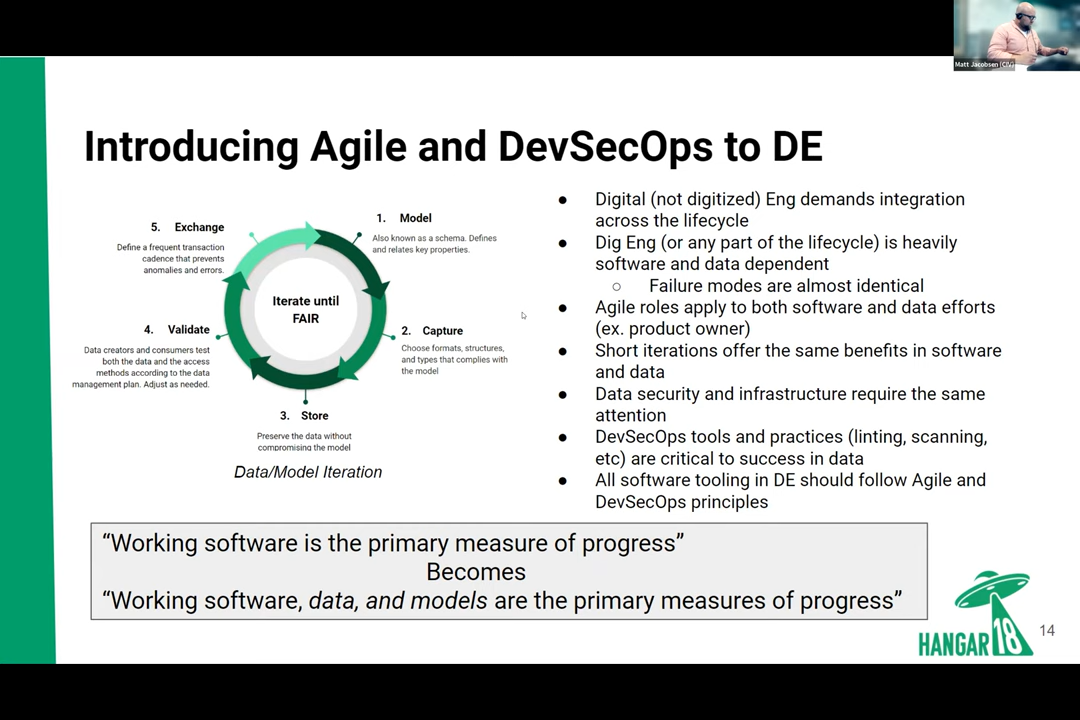 Matt Jacobsen (CIV)
Introducing Agile and DevSecOps to DE
1. Model
Also known as a schema. Defines
and relates key properties.
2. Capture
Choose formats, structures,
and types that complies with
the model
3. Store
Preserve the data without
compromising the model
4. Validate
Data creators and consumers test
both the data and the access
methods according to the data
management plan. Adjust as needed.
5. Exchange
Define a frequent transaction
cadence that prevents
anomalies and errors.
Iterate until
FAIR
Data/Model Iteration
● Digital (not digitized) Eng demands integration
across the lifecycle
● Dig Eng (or any part of the lifecycle) is heavily
software and data dependent
○ Failure modes are almost identical
● Agile roles apply to both software and data efforts
(ex. product owner)
● Short iterations offer the same benefits in software
and data
● Data security and infrastructure require the same
attention
● DevSecOps tools and practices (linting, scanning,
etc) are critical to success in data
● All software tooling in DE should follow Agile and
DevSecOps principles
“Working software is the primary measure of progress”
Becomes
“Working software, data, and models are the primary measures of progress”
HANGAR 18
14